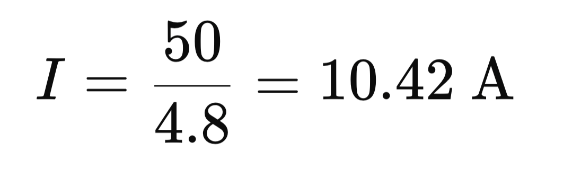 I = 50/4.8 = 10.42 A